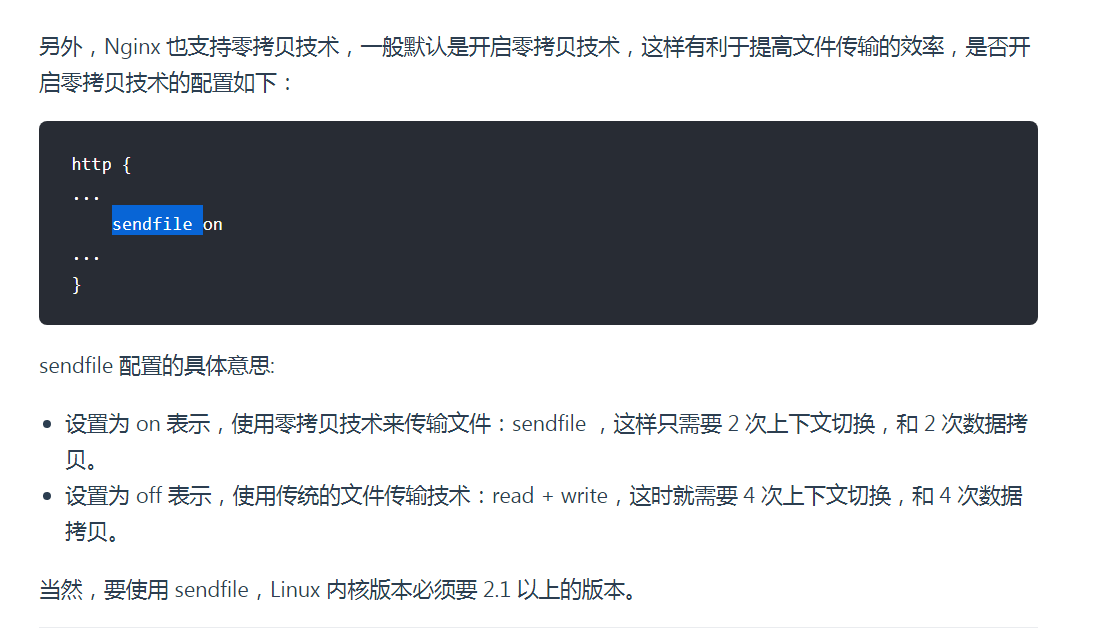 另外，Nginx 也支持零拷贝技术，一般默认是开启零拷贝技术，这样有利于提高文件传输的效率，是否开
启零拷贝技术的配置如下：
http {
...
sendfile on
...
}
sendfile 配置的具体意思:
设置为 on 表示，使用零拷贝技术来传输文件：sendfile ，这样只需要 2 次上下文切换，和 2 次数据拷
贝。
设置为 off 表示，使用传统的文件传输技术：read + write，这时就需要 4 次上下文切换，和 4 次数据
拷贝。
当然，要使用 sendfile，Linux 内核版本必须要 2.1 以上的版本。